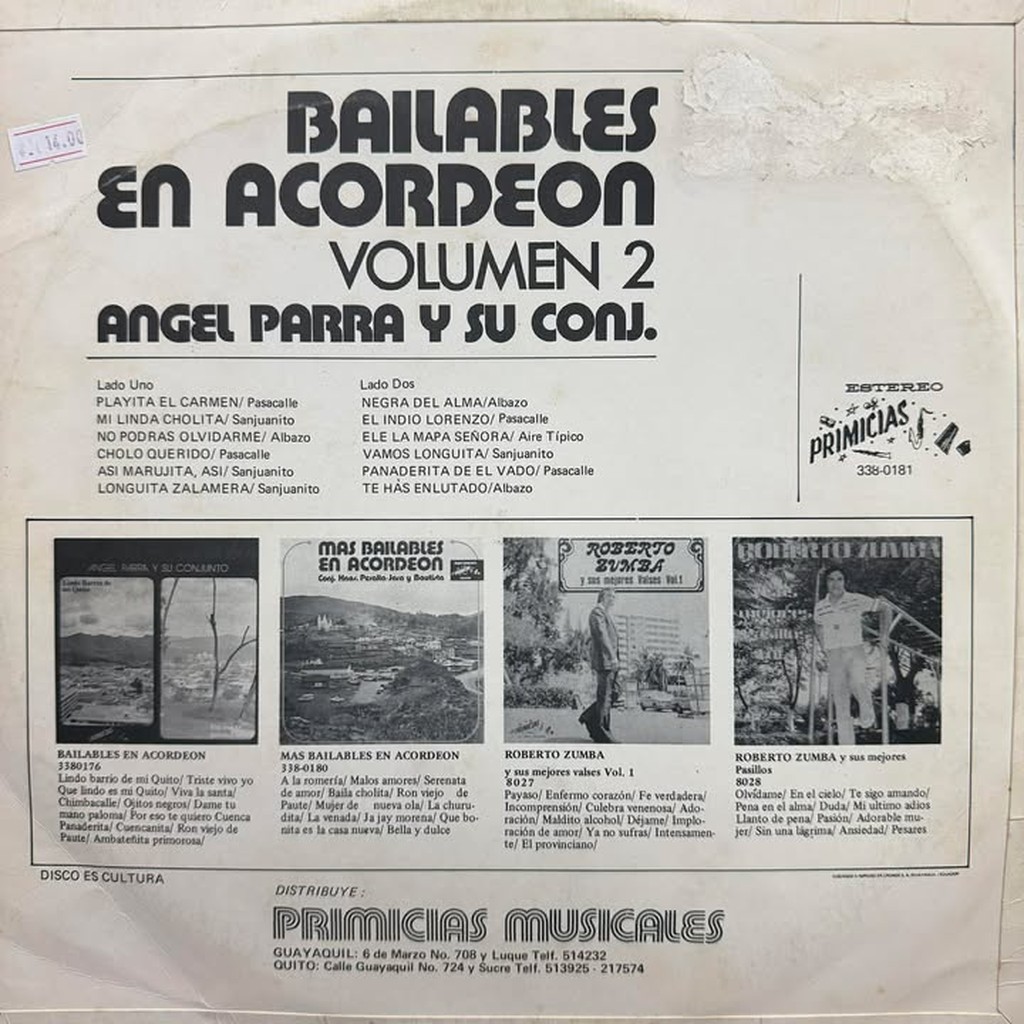 BAILABLES
EN ACORDEON
VOLUMEN 2
ANGEL PARRA Y SU CONJ.
14.00
Lado Uno
PLAYITA EL CARMEN/ Pasacalle
MI LINDA CHOLITA/ Sanjuanito
NO PODRAS OLVIDARME/ Albazo
CHOLO QUERIDO/ Pasacalle
ASI MARUJITA, ASI/ Sanjuanito
LONGUITA ZALAMERA/ Sanjuanito
Lado Dos
NEGRA DEL ALMA/Albazo
EL INDIO LORENZO/ Pasacalle
ELE LA MAPA SEÑORA/ Aire Típico
VAMOS LONGUITA/ Sanjuanito
PANADERITA DE EL VADO/ Pasacalle
TE HÀS ENLUTADO/Albazo
ESTEREO
PRIMICIAS
338-0181
ANGEL PARRA Y SU CONJUNTO
Lindo Barrio de
mi Quito
MAS BAILABLES
EN ACORDEON
Conj. Hnos. Peralta-Jara y Bautista
ROBERTO
ZUMBA
y sus mejores Valses Vol.1
ROBERTO ZUMBA
BAILABLES EN ACORDEON
3380176
Lindo barrio de mi Quito/ Triste vivo yo
Que lindo es mi Quito/ Viva la santa/
Chimbacalle/ Ojitos negros/ Dame tu
mano paloma/ Por eso te quiero Cuenca
Panaderita/ Cuencanita/ Ron viejo de
Paute/ Ambateñita primorosa/
MAS BAILABLES EN ACORDEON
338-0180
A la romería/ Malos amores/ Serenata
de amor/ Baila cholita/ Ron viejo de
Paute/ Mujer de nueva ola/ La churu-
dita/ La venada/ Ja jay morena/ Que bo-
nita es la casa nueva/ Bella y dulce
ROBERTO ZUMBA
y sus mejores valses Vol. 1
8027
Payaso/ Enfermo corazón/ Fe verdadera/
Incomprensión/ Culebra venenosa/ Ado-
ración/ Maldito alcohol/ Déjame/ Implo-
ración de amor/ Ya no sufras/ Intensamen-
te/ El provinciano/
ROBERTO ZUMBA y sus mejores
Pasillos
8028
Olvídame/ En el cielo/ Te sigo amando/
Pena en el alma/ Duda/ Mi ultimo adios
Llanto de pena/ Pasión/ Adorable mu-
jer/ Sin una lágrima/ Ansiedad/ Pesares
DISCO ES CULTURA
DISTRIBUYE :
PRIMICIAS MUSICALES
GUAYAQUIL: 6 de Marzo No. 708 y Luque Telf. 514232
QUITO: Calle Guayaquil No. 724 y Sucre Telf. 513925 - 217574